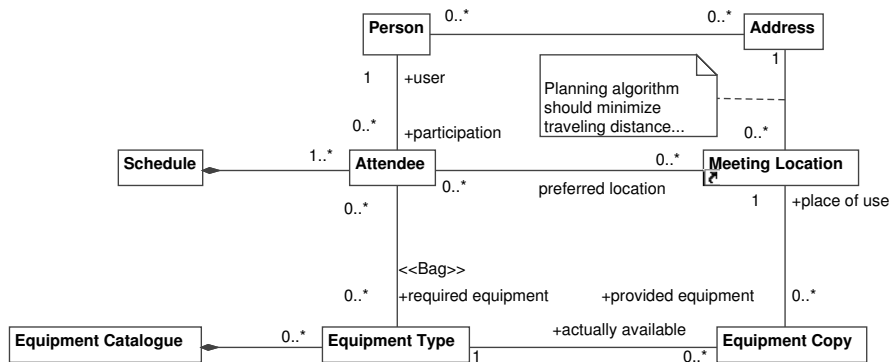 0..* 0..*
Person Address
1 +user 1
Planning algorithm
should minimize
traveling distance...
0..* +participation 0..*
1..* 0..*
Schedule Attendee Meeting Location
0..* preferred location
0..* 1 +place of use
<<Bag>>
0..* +required equipment +provided equipment 0..*
0..* +actually available
Equipment Catalogue Equipment Type Equipment Copy
1 0..*